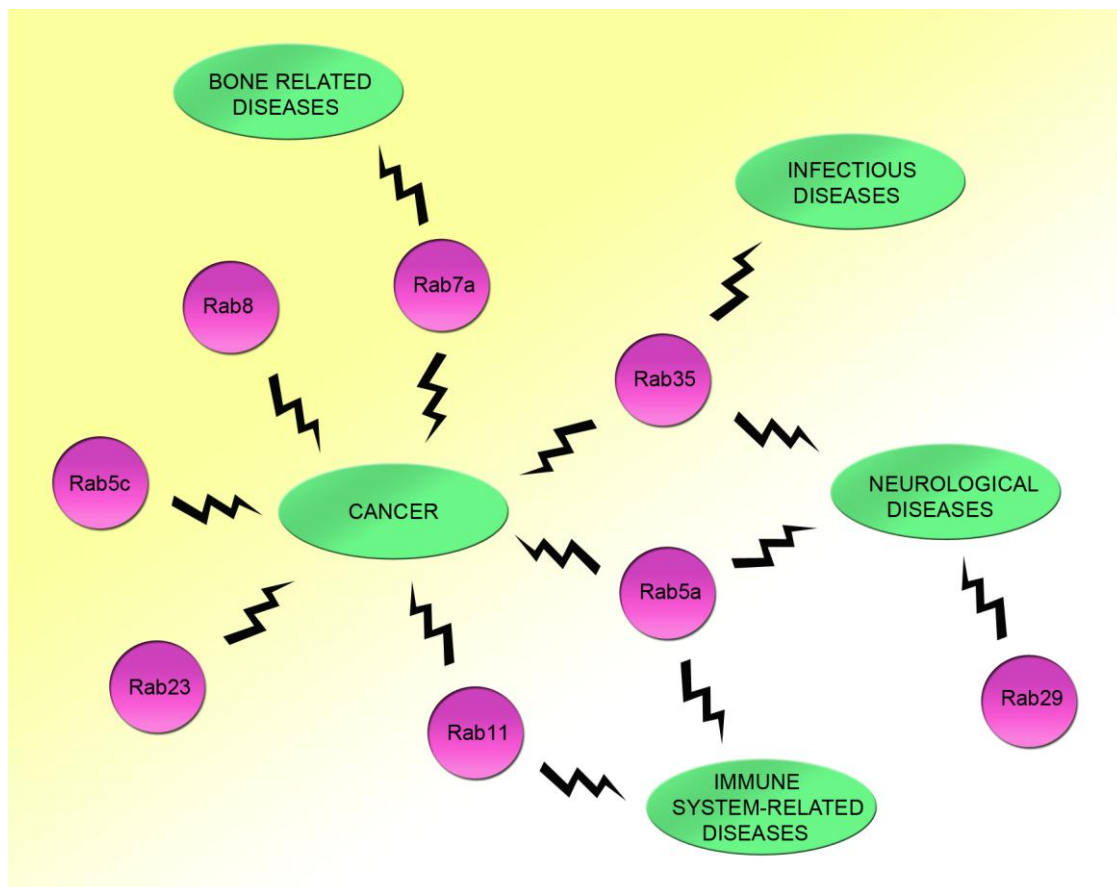 BONE RELATED
DISEASES
INFECTIOUS
DISEASES
Rab8
Rab7a
Rab35
Rab5c
CANCER
NEUROLOGICAL
DISEASES
Rab5a
Rab23
Rab11
Rab29
IMMUNE
SYSTEM-RELATED
DISEASES